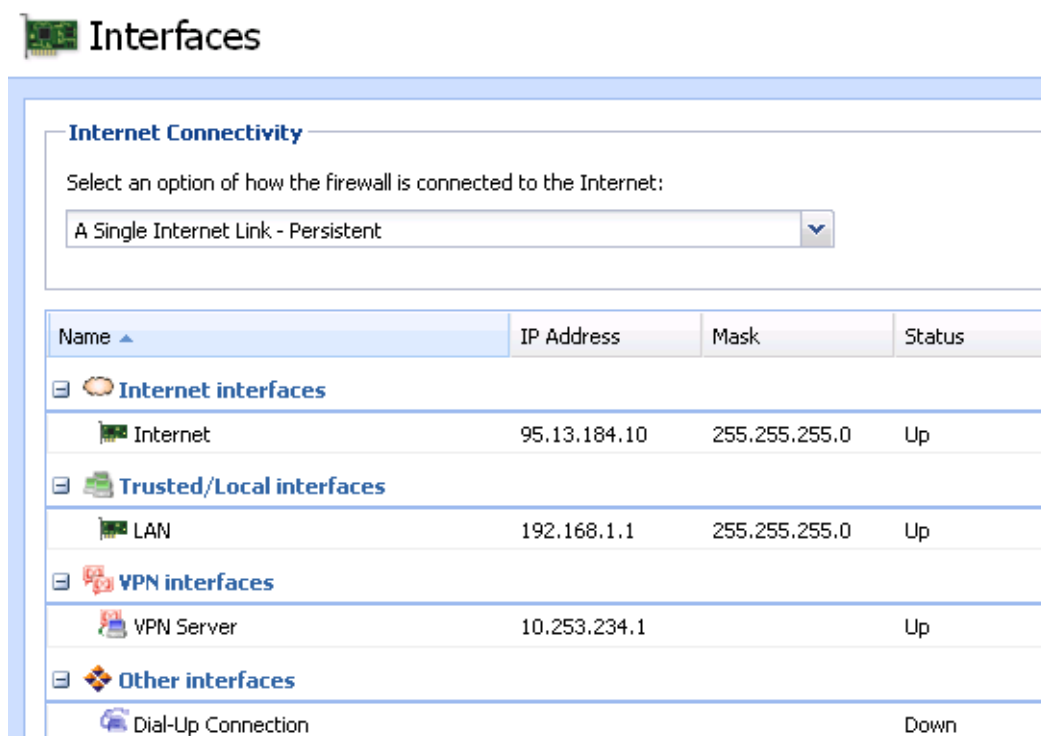 Interfaces
Internet Connectivity
Select an option of how the firewall is connected to the Internet:
A Single Internet Link - Persistent
Name IP Address Mask Status
Internet interfaces
Internet 95.13.184.10 255.255.255.0 Up
Trusted/Local interfaces
LAN 192.168.1.1 255.255.255.0 Up
VPN interfaces
VPN Server 10.253.234.1 Up
Other interfaces
Dial-Up Connection Down